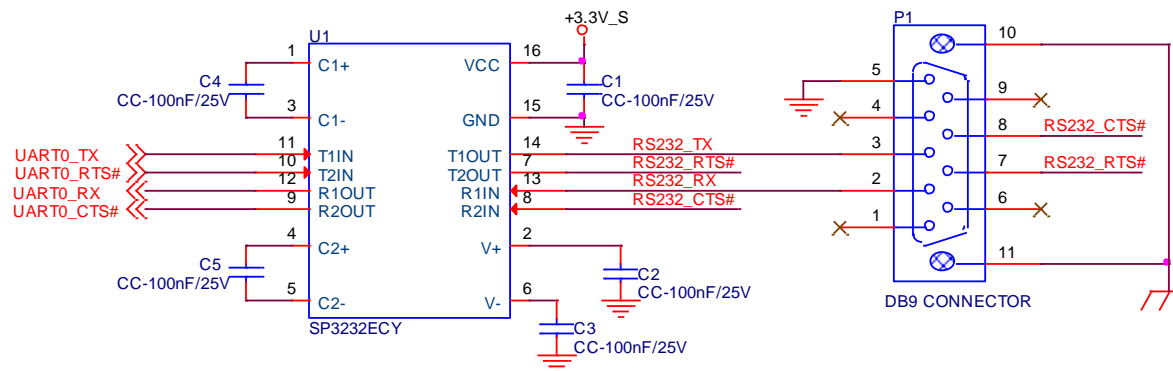 +3.3V_S
P1
U1
1
C1+
VCC
16
10
C4
CC-100nF/25V
C1
CC-100nF/25V
5
9
3
C1-
GND
15
4
8
RS232_CTS#
UART0_TX
11
T1IN
T1OUT
14
RS232_TX
3
UART0_RTS#
10
T2IN
T2OUT
7
RS232_RTS#
7
RS232_RTS#
UART0_RX
12
R1OUT
R1IN
13
RS232_RX
2
UART0_CTS#
9
R2OUT
R2IN
8
RS232_CTS#
6
1
4
C2+
V+
2
11
C5
CC-100nF/25V
C2
CC-100nF/25V
5
C2-
V-
6
DB9 CONNECTOR
SP3232ECY
C3
CC-100nF/25V